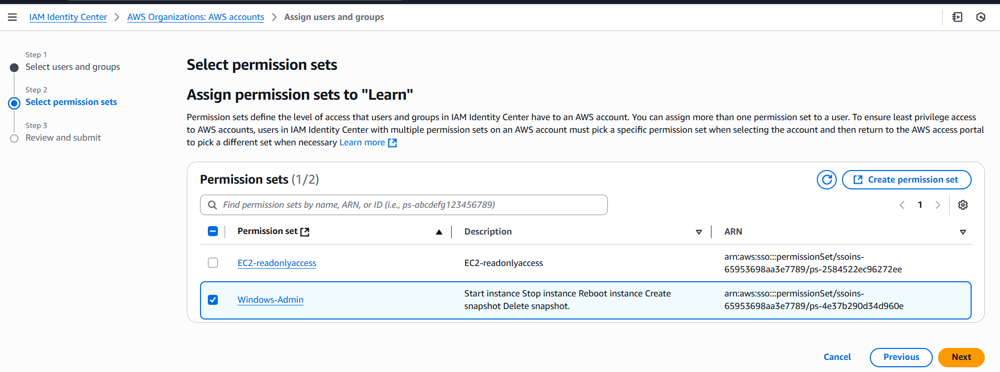 IAM Identity Center > AWS Organizations: AWS accounts > Assign users and groups
Step 1
Select users and groups
Step 2
Select permission sets
Step 3
Review and submit
Select permission sets
Assign permission sets to "Learn"
Permission sets define the level of access that users and groups in IAM Identity Center have to an AWS account. You can assign more than one permission set to a user. To ensure least privilege access
to AWS accounts, users in IAM Identity Center with multiple permission sets on an AWS account must pick a specific permission set when selecting the account and then return to the AWS access portal
to pick a different set when necessary Learn more
Permission sets (1/2)
Create permission set
Find permission sets by name, ARN, or ID (i.e., ps-abcdefg123456789)
1
Permission set Description ARN
EC2-readonlyaccess
EC2-readonlyaccess
arn:aws:sso:::permissionSet/ssoins-
65953698aa3e7789/ps-2584522ec96272ee
Windows-Admin
Start instance Stop instance Reboot instance Create
snapshot Delete snapshot.
arn:aws:sso:::permissionSet/ssoins-
65953698aa3e7789/ps-4e37b290d34d960e
Cancel Previous Next